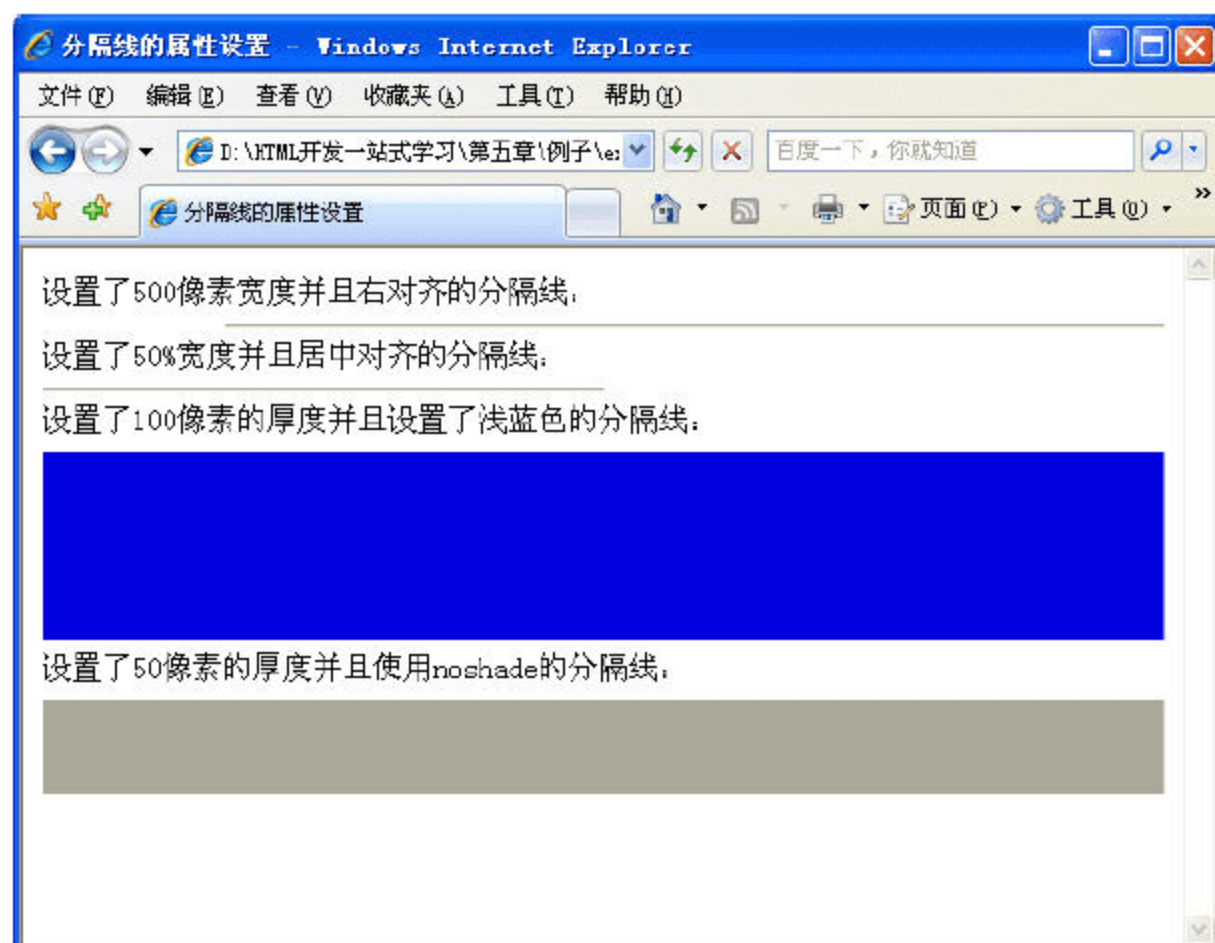 分隔线的属性设置 - Windows Internet Explorer
文件(F) 编辑(E) 查看(V) 收藏夹(A) 工具(T) 帮助(H)
D:\HTML开发一站式学习\第五章\例子\e
百度一下，你就知道
分隔线的属性设置
页面(P) 工具(O)
设置了500像素宽度并且右对齐的分隔线：
设置了50%宽度并且居中对齐的分隔线：
设置了100像素的厚度并且设置了浅蓝色的分隔线：
设置了50像素的厚度并且使用noshade的分隔线：